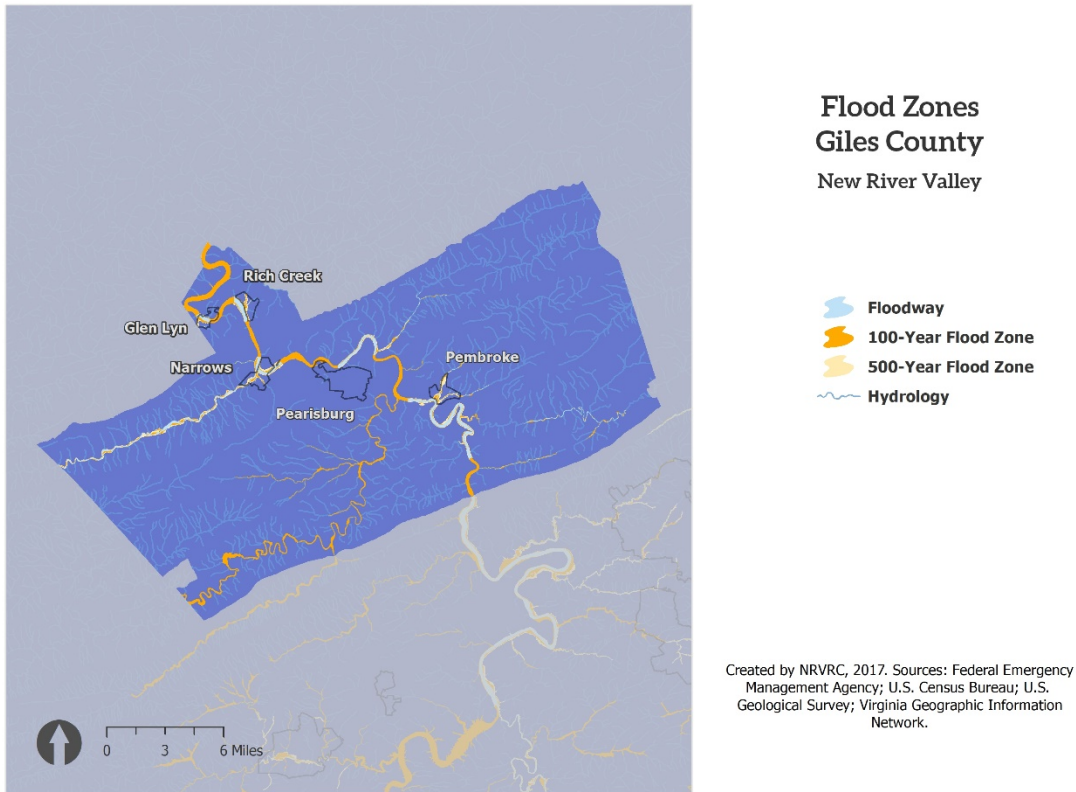 Flood Zones
Giles County
New River Valley
Rich Creek
Glen Lyn
Narrows
Pembroke
Pearisburg
Floodway
100-Year Flood Zone
500-Year Flood Zone
Hydrology
0 3 6 Miles
Created by NRVRC, 2017. Sources: Federal Emergency
Management Agency; U.S. Census Bureau; U.S.
Geological Survey; Virginia Geographic Information
Network.